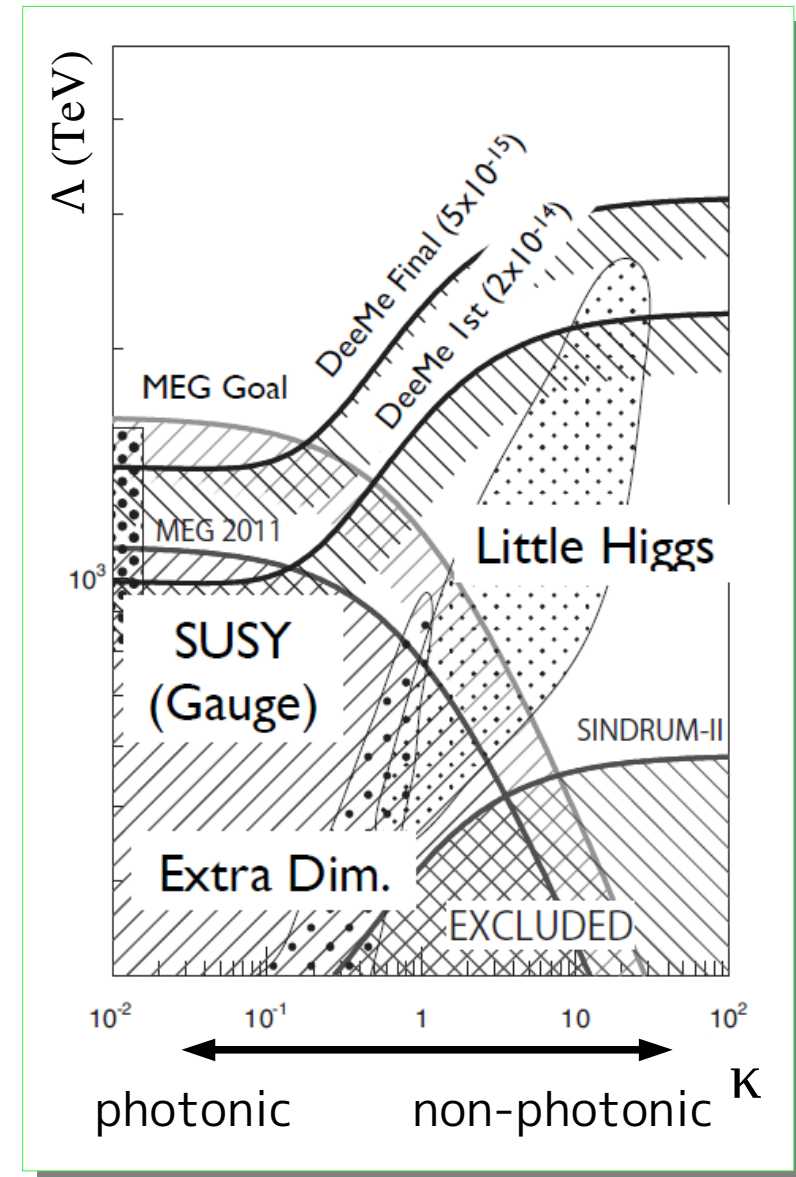 Λ (TeV)
DeeMe Final (5x10-15)
DeeMe 1st (2x10-14)
MEG Goal
MEG 2011
10³
Little Higgs
SUSY
(Gauge)
SINDRUM-II
Extra Dim.
EXCLUDED
10-2 10-1 1 10 10²
κ
photonic non-photonic